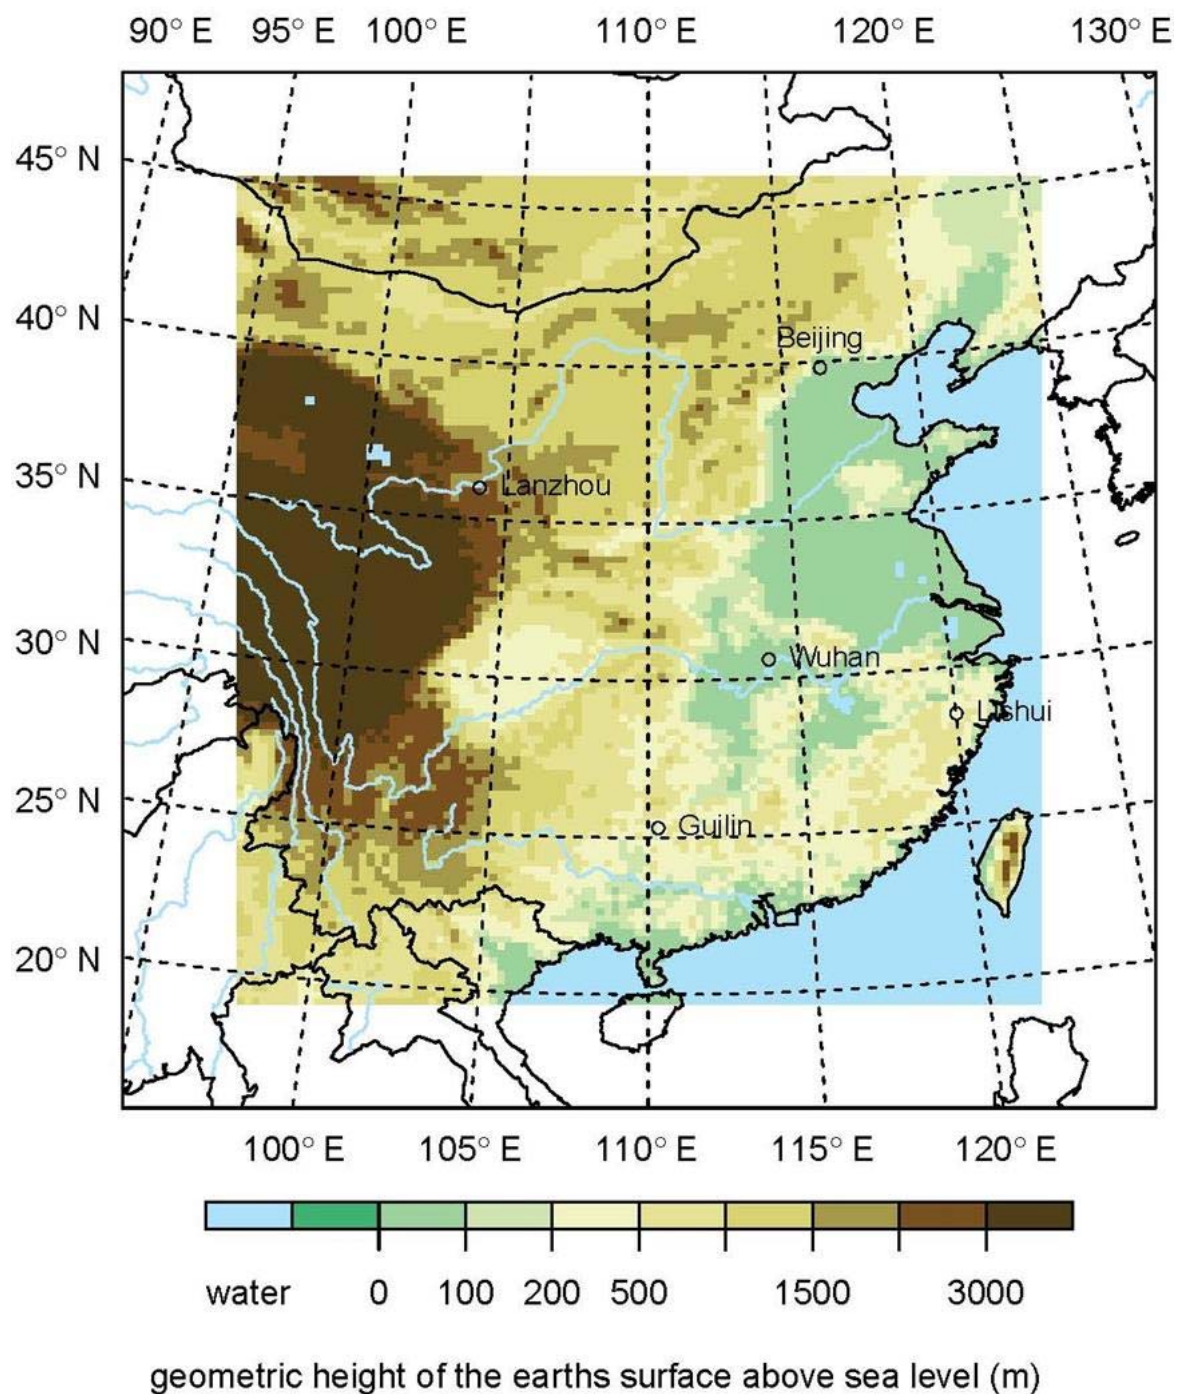 90° E 95° E 100° E 110° E 120° E 130° E
45° N
40° N
Beijing
35° N
Lanzhou
30° N
Wuhan
Lishui
25° N
Guilin
20° N
100° E 105° E 110° E 115° E 120° E
water 0 100 200 500 1500 3000
geometric height of the earths surface above sea level (m)